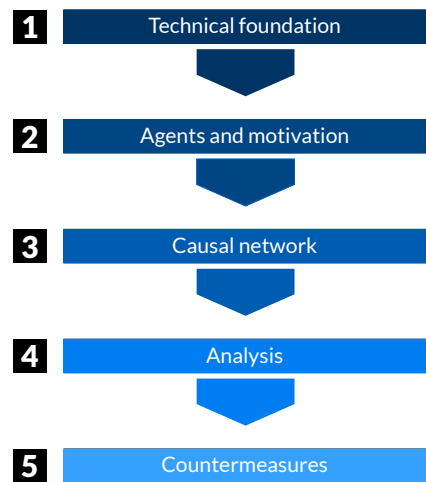 1 Technical foundation
2 Agents and motivation
3 Causal network
4 Analysis
5 Countermeasures